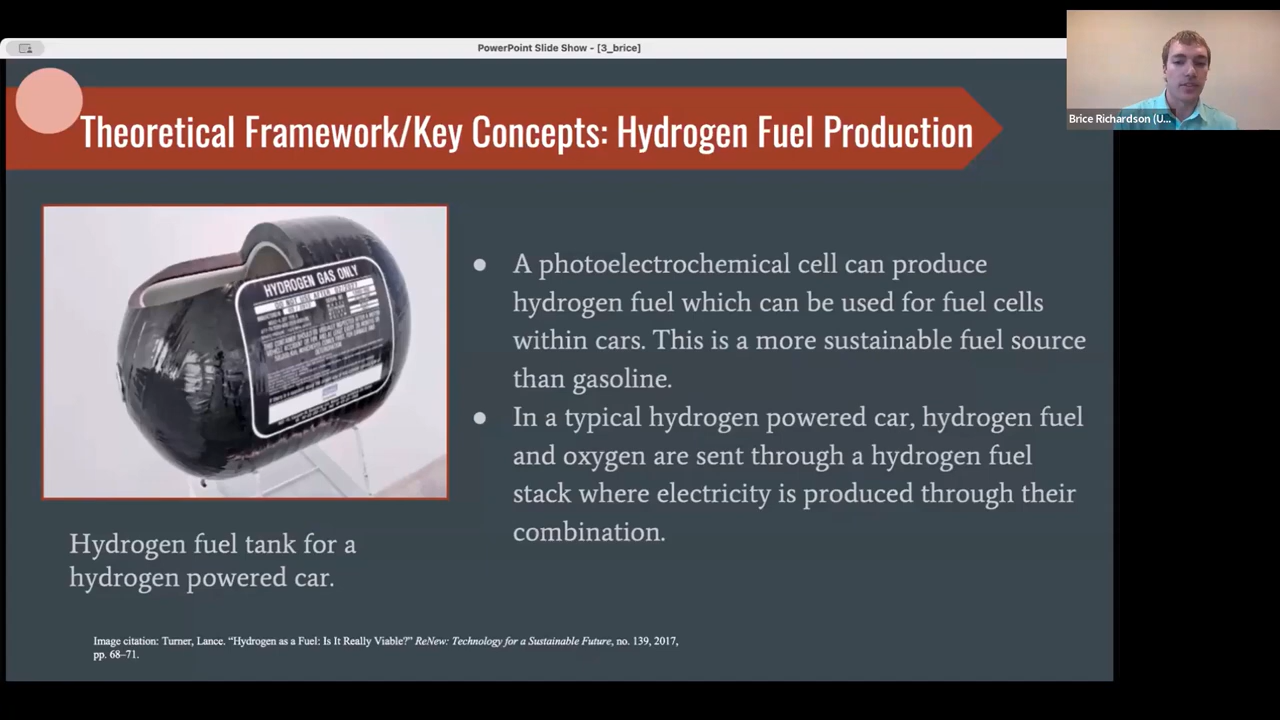 PowerPoint Slide Show - [3_brice]
Brice Richardson (U...
Theoretical Framework/Key Concepts: Hydrogen Fuel Production
HYDROGEN GAS ONLY
A photoelectrochemical cell can produce
hydrogen fuel which can be used for fuel cells
within cars. This is a more sustainable fuel source
than gasoline.
In a typical hydrogen powered car, hydrogen fuel
and oxygen are sent through a hydrogen fuel
stack where electricity is produced through their
combination.
Hydrogen fuel tank for a
hydrogen powered car.
Image citation: Turner, Lance. “Hydrogen as a Fuel: Is It Really Viable?” ReNew: Technology for a Sustainable Future, no. 139, 2017,
pp. 68–71.